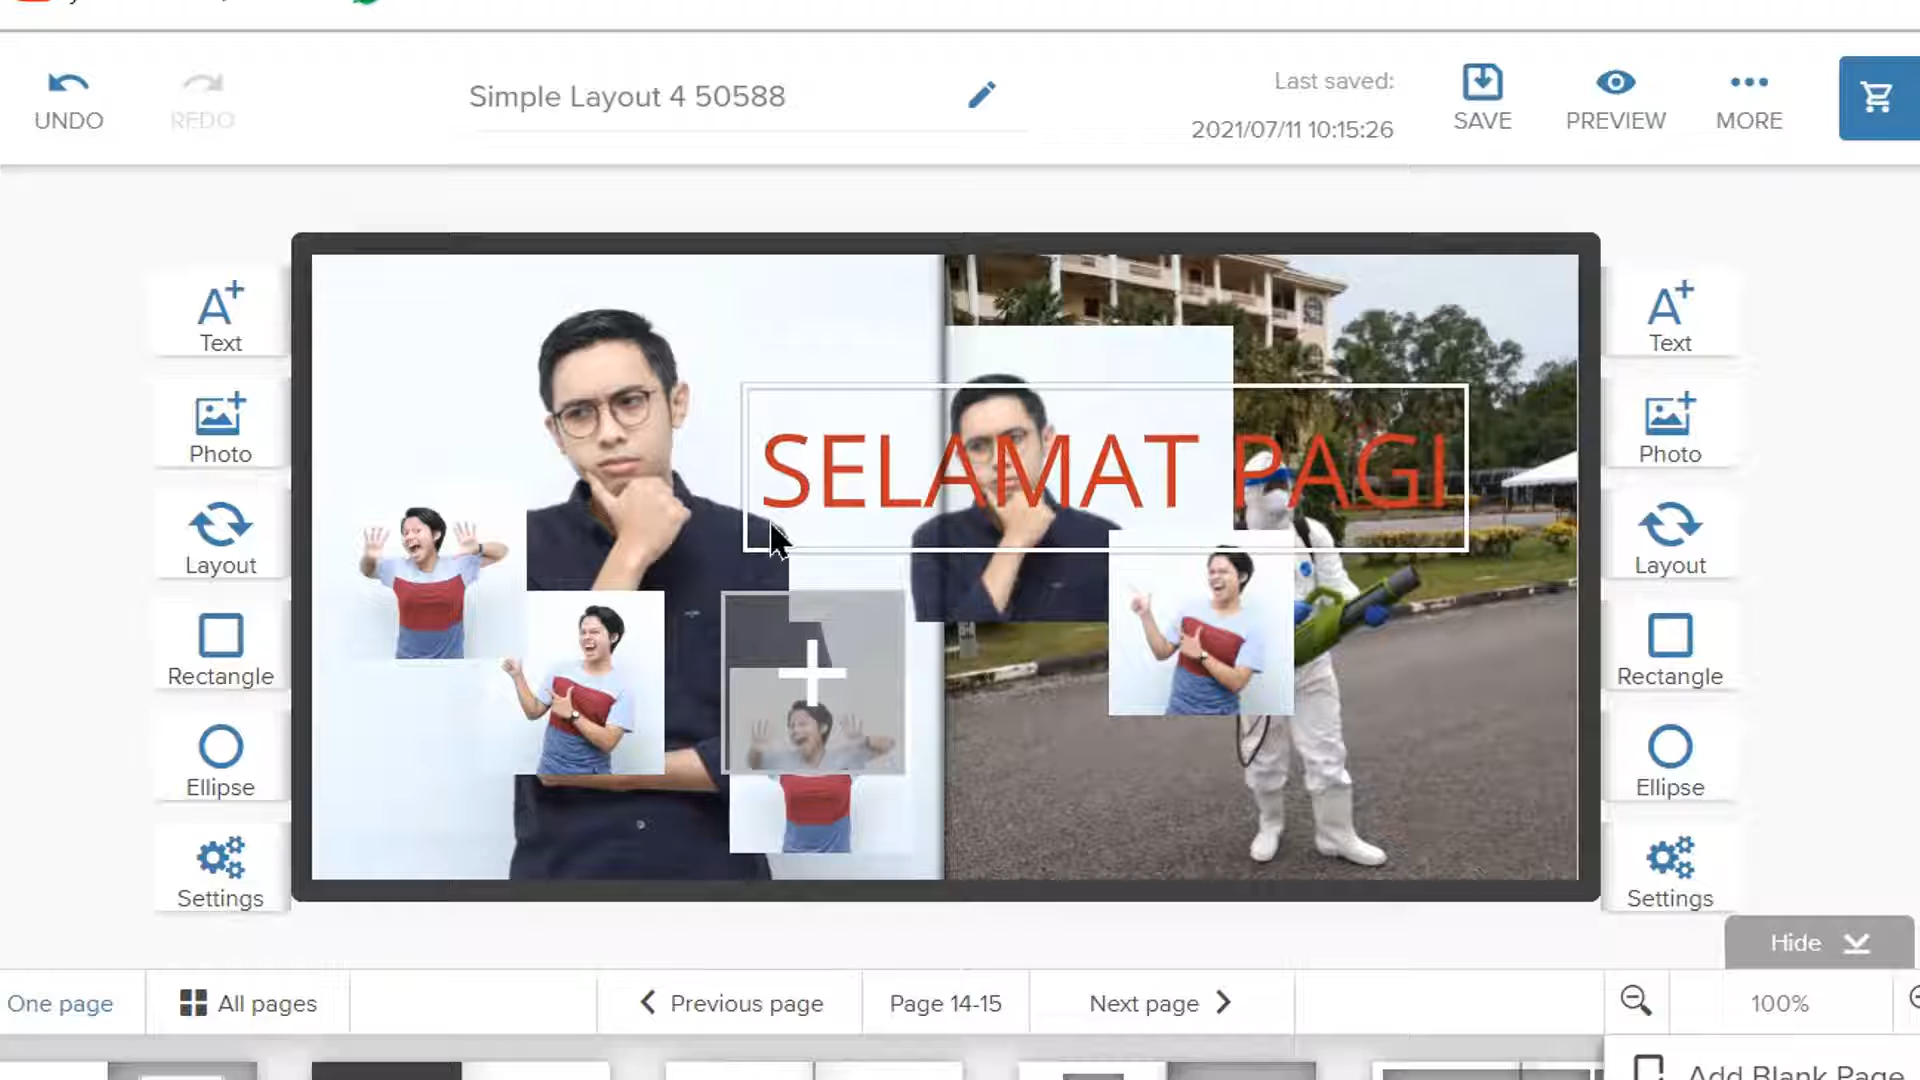 UNDO
REDO
Simple Layout 4 50588
Last saved:
2021/07/11 10:15:26
SAVE
PREVIEW
MORE
Text
Photo
Layout
Rectangle
Ellipse
Settings
SELAMAT PAGI
Text
Photo
Layout
Rectangle
Ellipse
Settings
Hide
One page
All pages
Previous page
Page 14-15
Next page
100%
Add Blank Page